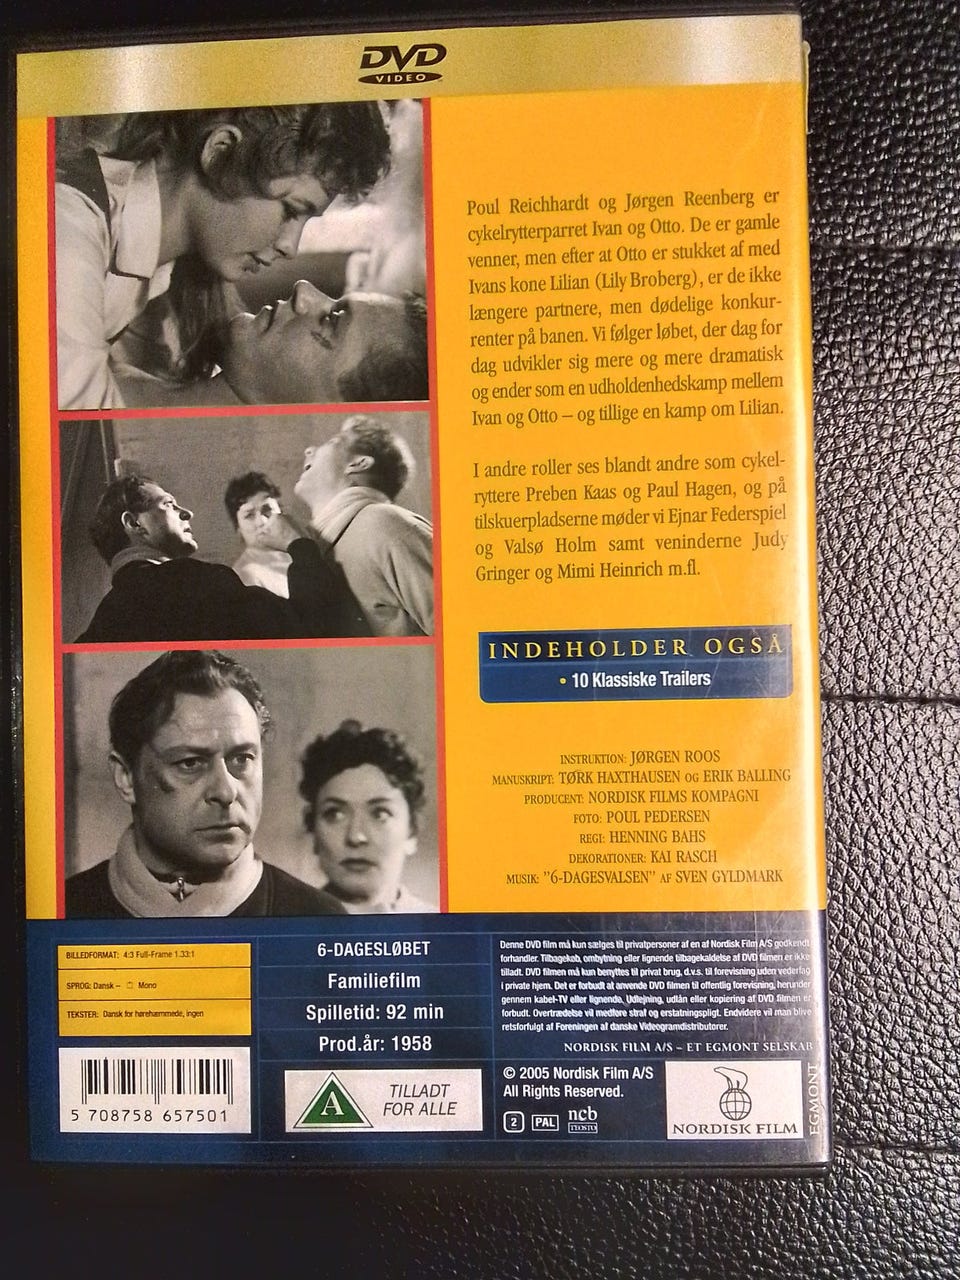 DVD
VIDEO
Poul Reichhardt og Jørgen Reenberg er
cykelrytterparret Ivan og Otto. De er gamle
venner, men efter at Otto er stukket af med
Ivans kone Lilian (Lily Broberg), er de ikke
længere partnere, men dødelige konkur-
renter på banen. Vi følger løbet, der dag for
dag udvikler sig mere og mere dramatisk
og ender som en udholdenhedskamp mellem
Ivan og Otto – og tillige en kamp om Lilian.
I andre roller ses blandt andre som cykel-
ryttere Preben Kaas og Paul Hagen, og på
tilskuerpladserne møder vi Ejnar Federspiel
og Valsø Holm samt veninderne Judy
Gringer og Mimi Heinrich m.fl.
INDEHOLDER OGSÅ
• 10 Klassiske Trailers
INSTRUKTION: JØRGEN ROOS
MANUSKRIPT: TØRK HAXTHAUSEN OG ERIK BALLING
PRODUCENT: NORDISK FILMS KOMPAGNI
FOTO: POUL PEDERSEN
REGI: HENNING BAHS
DEKORATIONER: KAI RASCH
MUSIK: "6-DAGESVALSEN" AF SVEN GYLDMARK
BILLEDFORMAT: 4:3 Full-Frame 1.33:1
SPROG: Dansk – Mono
TEKSTER: Dansk for hørehæmmede, ingen
5 708758 657501
6-DAGESLØBET
Familiefilm
Spilletid: 92 min
Prod.år: 1958
A
TILLADT
FOR ALLE
Denne DVD film må kun sælges til privatpersoner af en af Nordisk Film A/S godkendt
forhandler. Tilbagekøb, ombytning eller lignende tilbagekaldelse af DVD filmen er ikke
tilladt. DVD filmen må kun benyttes til privat brug, d.v.s. til forevisning uden vederlag
i private hjem. Det er forbudt at anvende DVD filmen til offentlig forevisning, herunder
gennem kabel-TV eller lignende. Udlejning, udlån eller kopiering af DVD filmen er
forbudt. Overtrædelse vil medføre straf og erstatningspligt. Endvidere vil man blive
retsforfulgt af Foreningen af danske Videogramdistributører.
NORDISK FILM A/S – ET EGMONT SELSKAB
© 2005 Nordisk Film A/S
All Rights Reserved.
2 PAL ncb
TEOSTO
NORDISK FILM
EGMONT